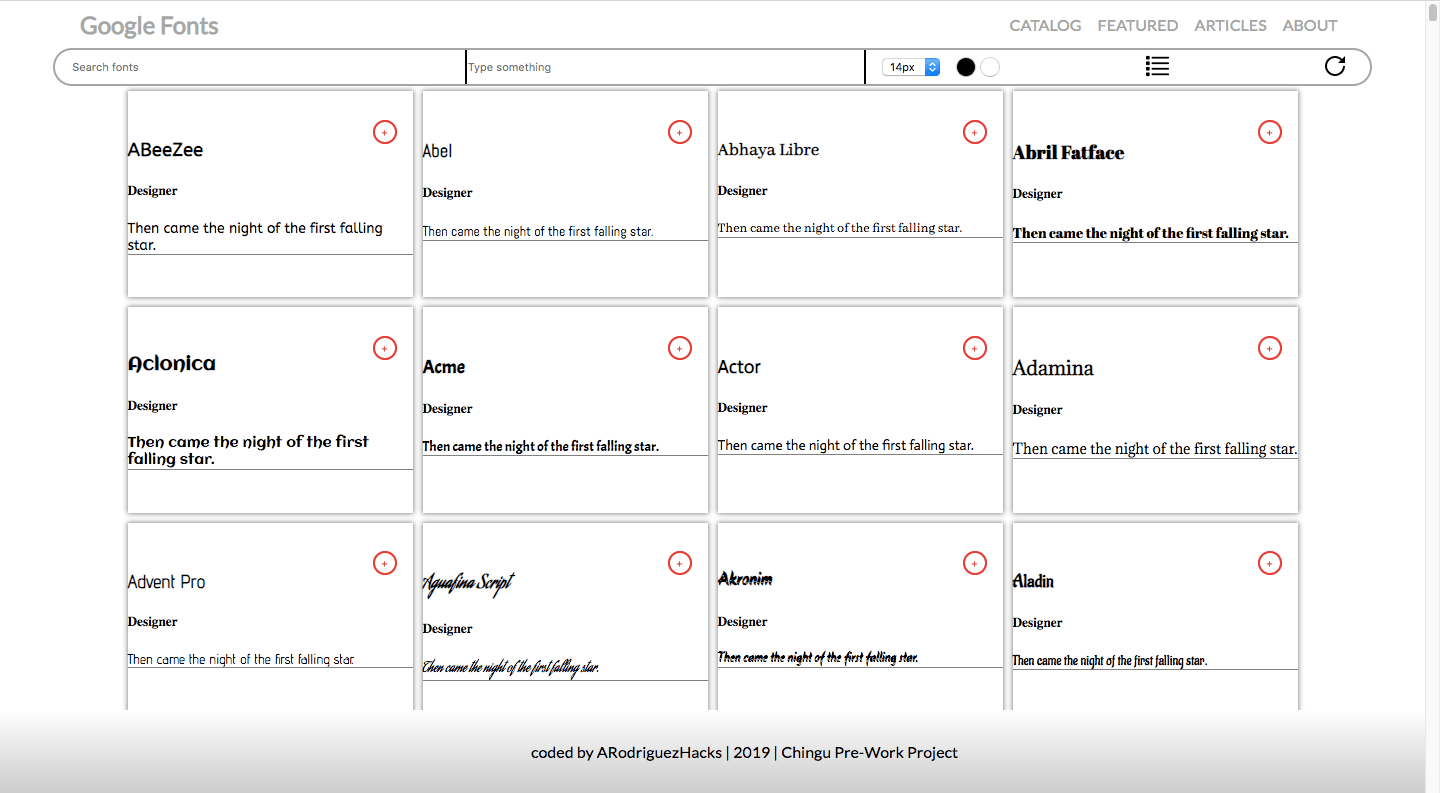 Google Fonts
CATALOG FEATURED ARTICLES ABOUT
Search fonts
Type something
14px
+
ABeeZee
Designer
Then came the night of the first falling
star.
+
Abel
Designer
Then came the night of the first falling star.
+
Abhaya Libre
Designer
Then came the night of the first falling star.
+
Abril Fatface
Designer
Then came the night of the first falling star.
+
Aclonica
Designer
Then came the night of the first
falling star.
+
Acme
Designer
Then came the night of the first falling star.
+
Actor
Designer
Then came the night of the first falling star.
+
Adamina
Designer
Then came the night of the first falling star.
+
Advent Pro
Designer
Then came the night of the first falling star.
+
Aguafina Script
Designer
Then came the night of the first falling star.
+
Akronim
Designer
Then came the night of the first falling star.
+
Aladin
Designer
Then came the night of the first falling star.
coded by ARodriguezHacks | 2019 | Chingu Pre-Work Project